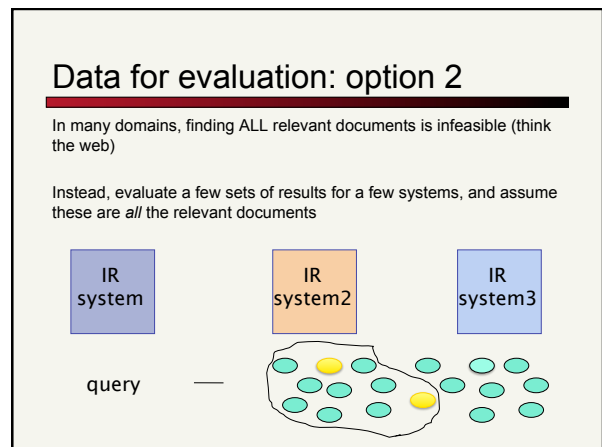 Data for evaluation: option 2
In many domains, finding ALL relevant documents is infeasible (think
the web)
Instead, evaluate a few sets of results for a few systems, and assume
these are all the relevant documents
IR
system
IR
system2
IR
system3
query